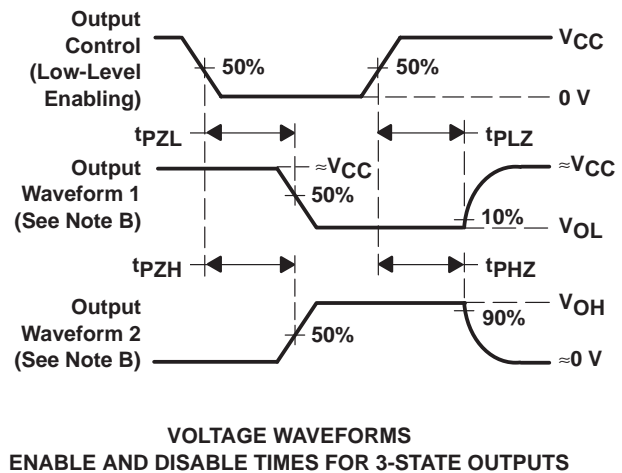 Output
Control
(Low-Level
Enabling)
50%
50%
VCC
0 V
tPZL
tPLZ
Output
Waveform 1
(See Note B)
≈VCC
50%
≈VCC
10%
VOL
tPZH
tPHZ
Output
Waveform 2
(See Note B)
50%
VOH
90%
≈0 V
VOLTAGE WAVEFORMS
ENABLE AND DISABLE TIMES FOR 3-STATE OUTPUTS